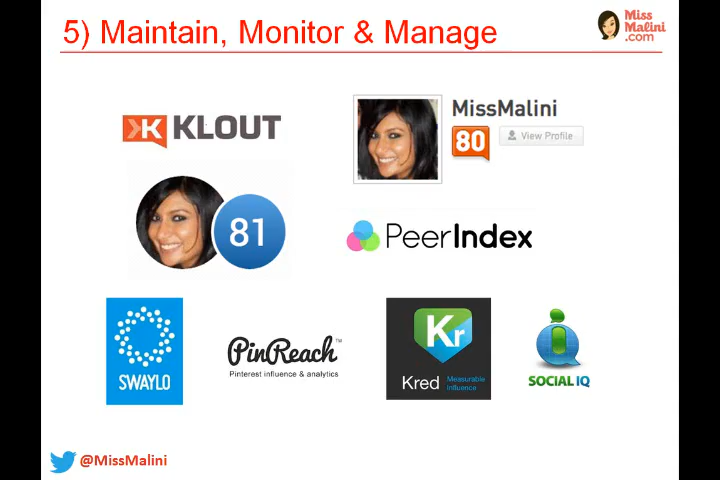 5) Maintain, Monitor & Manage
Miss
Malini
.com
KLOUT
MissMalini
80
View Profile
81
PeerIndex
SWAYLO
PinReach™
Pinterest influence & analytics
Kr
Kred
Measurable
Influence
SOCIAL IQ
@MissMalini